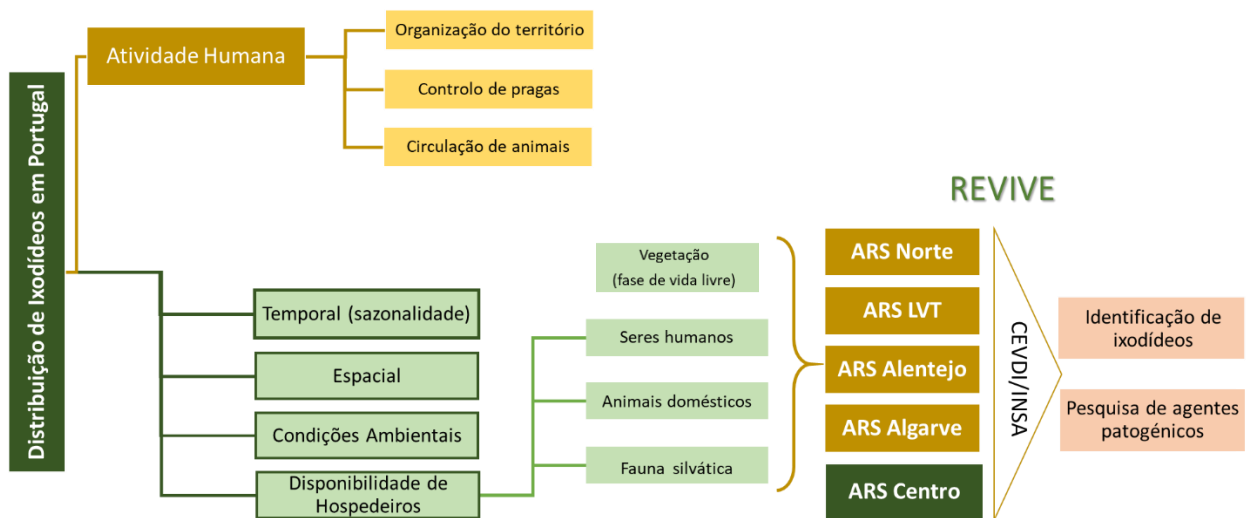 Distribuição de Ixodídeos em Portugal
Atividade Humana
Organização do território
Controlo de pragas
Circulação de animais
Temporal (sazonalidade)
Espacial
Condições Ambientais
Disponibilidade de
Hospedeiros
Vegetação
(fase de vida livre)
Seres humanos
Animais domésticos
Fauna silvática
REVIVE
ARS Norte
ARS LVT
ARS Alentejo
ARS Algarve
ARS Centro
CEVDI/INSA
Identificação de
ixodídeos
Pesquisa de agentes
patogénicos